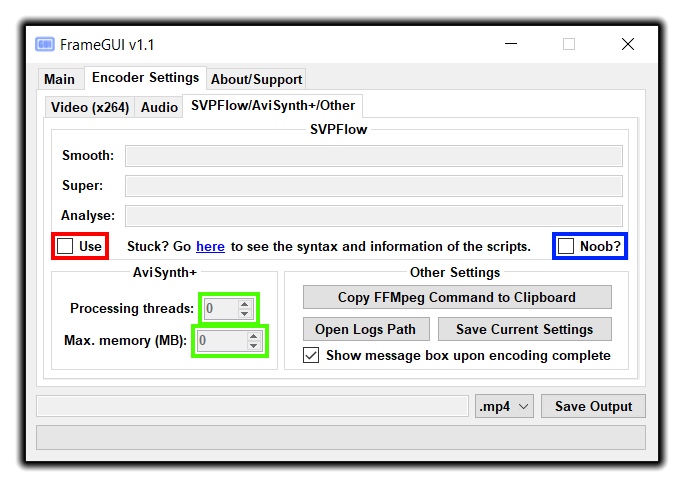 FrameGUI v1.1
Main Encoder Settings About/Support
Video (x264) Audio SVPFlow/AviSynth+/Other
SVPFlow
Smooth:
Super:
Analyse:
Use Stuck? Go here to see the syntax and information of the scripts. Noob?
AviSynth+
Processing threads: 0
Max. memory (MB): 0
Other Settings
Copy FFMpeg Command to Clipboard
Open Logs Path Save Current Settings
Show message box upon encoding complete
.mp4 Save Output